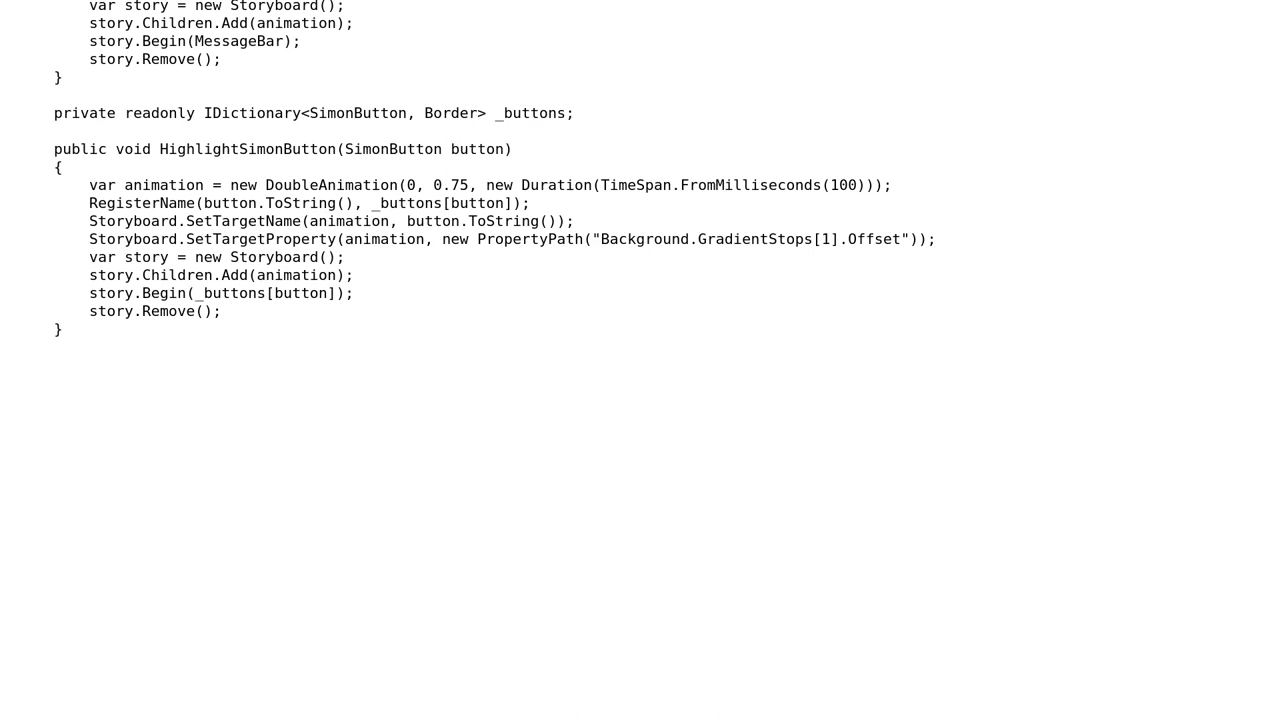 var story = new Storyboard();
story.Children.Add(animation);
story.Begin(MessageBar);
story.Remove();
}
private readonly IDictionary<SimonButton, Border> _buttons;
public void HighlightSimonButton(SimonButton button)
{
var animation = new DoubleAnimation(0, 0.75, new Duration(TimeSpan.FromMilliseconds(100)));
RegisterName(button.ToString(), _buttons[button]);
Storyboard.SetTargetName(animation, button.ToString());
Storyboard.SetTargetProperty(animation, new PropertyPath("Background.GradientStops[1].Offset"));
var story = new Storyboard();
story.Children.Add(animation);
story.Begin(_buttons[button]);
story.Remove();
}